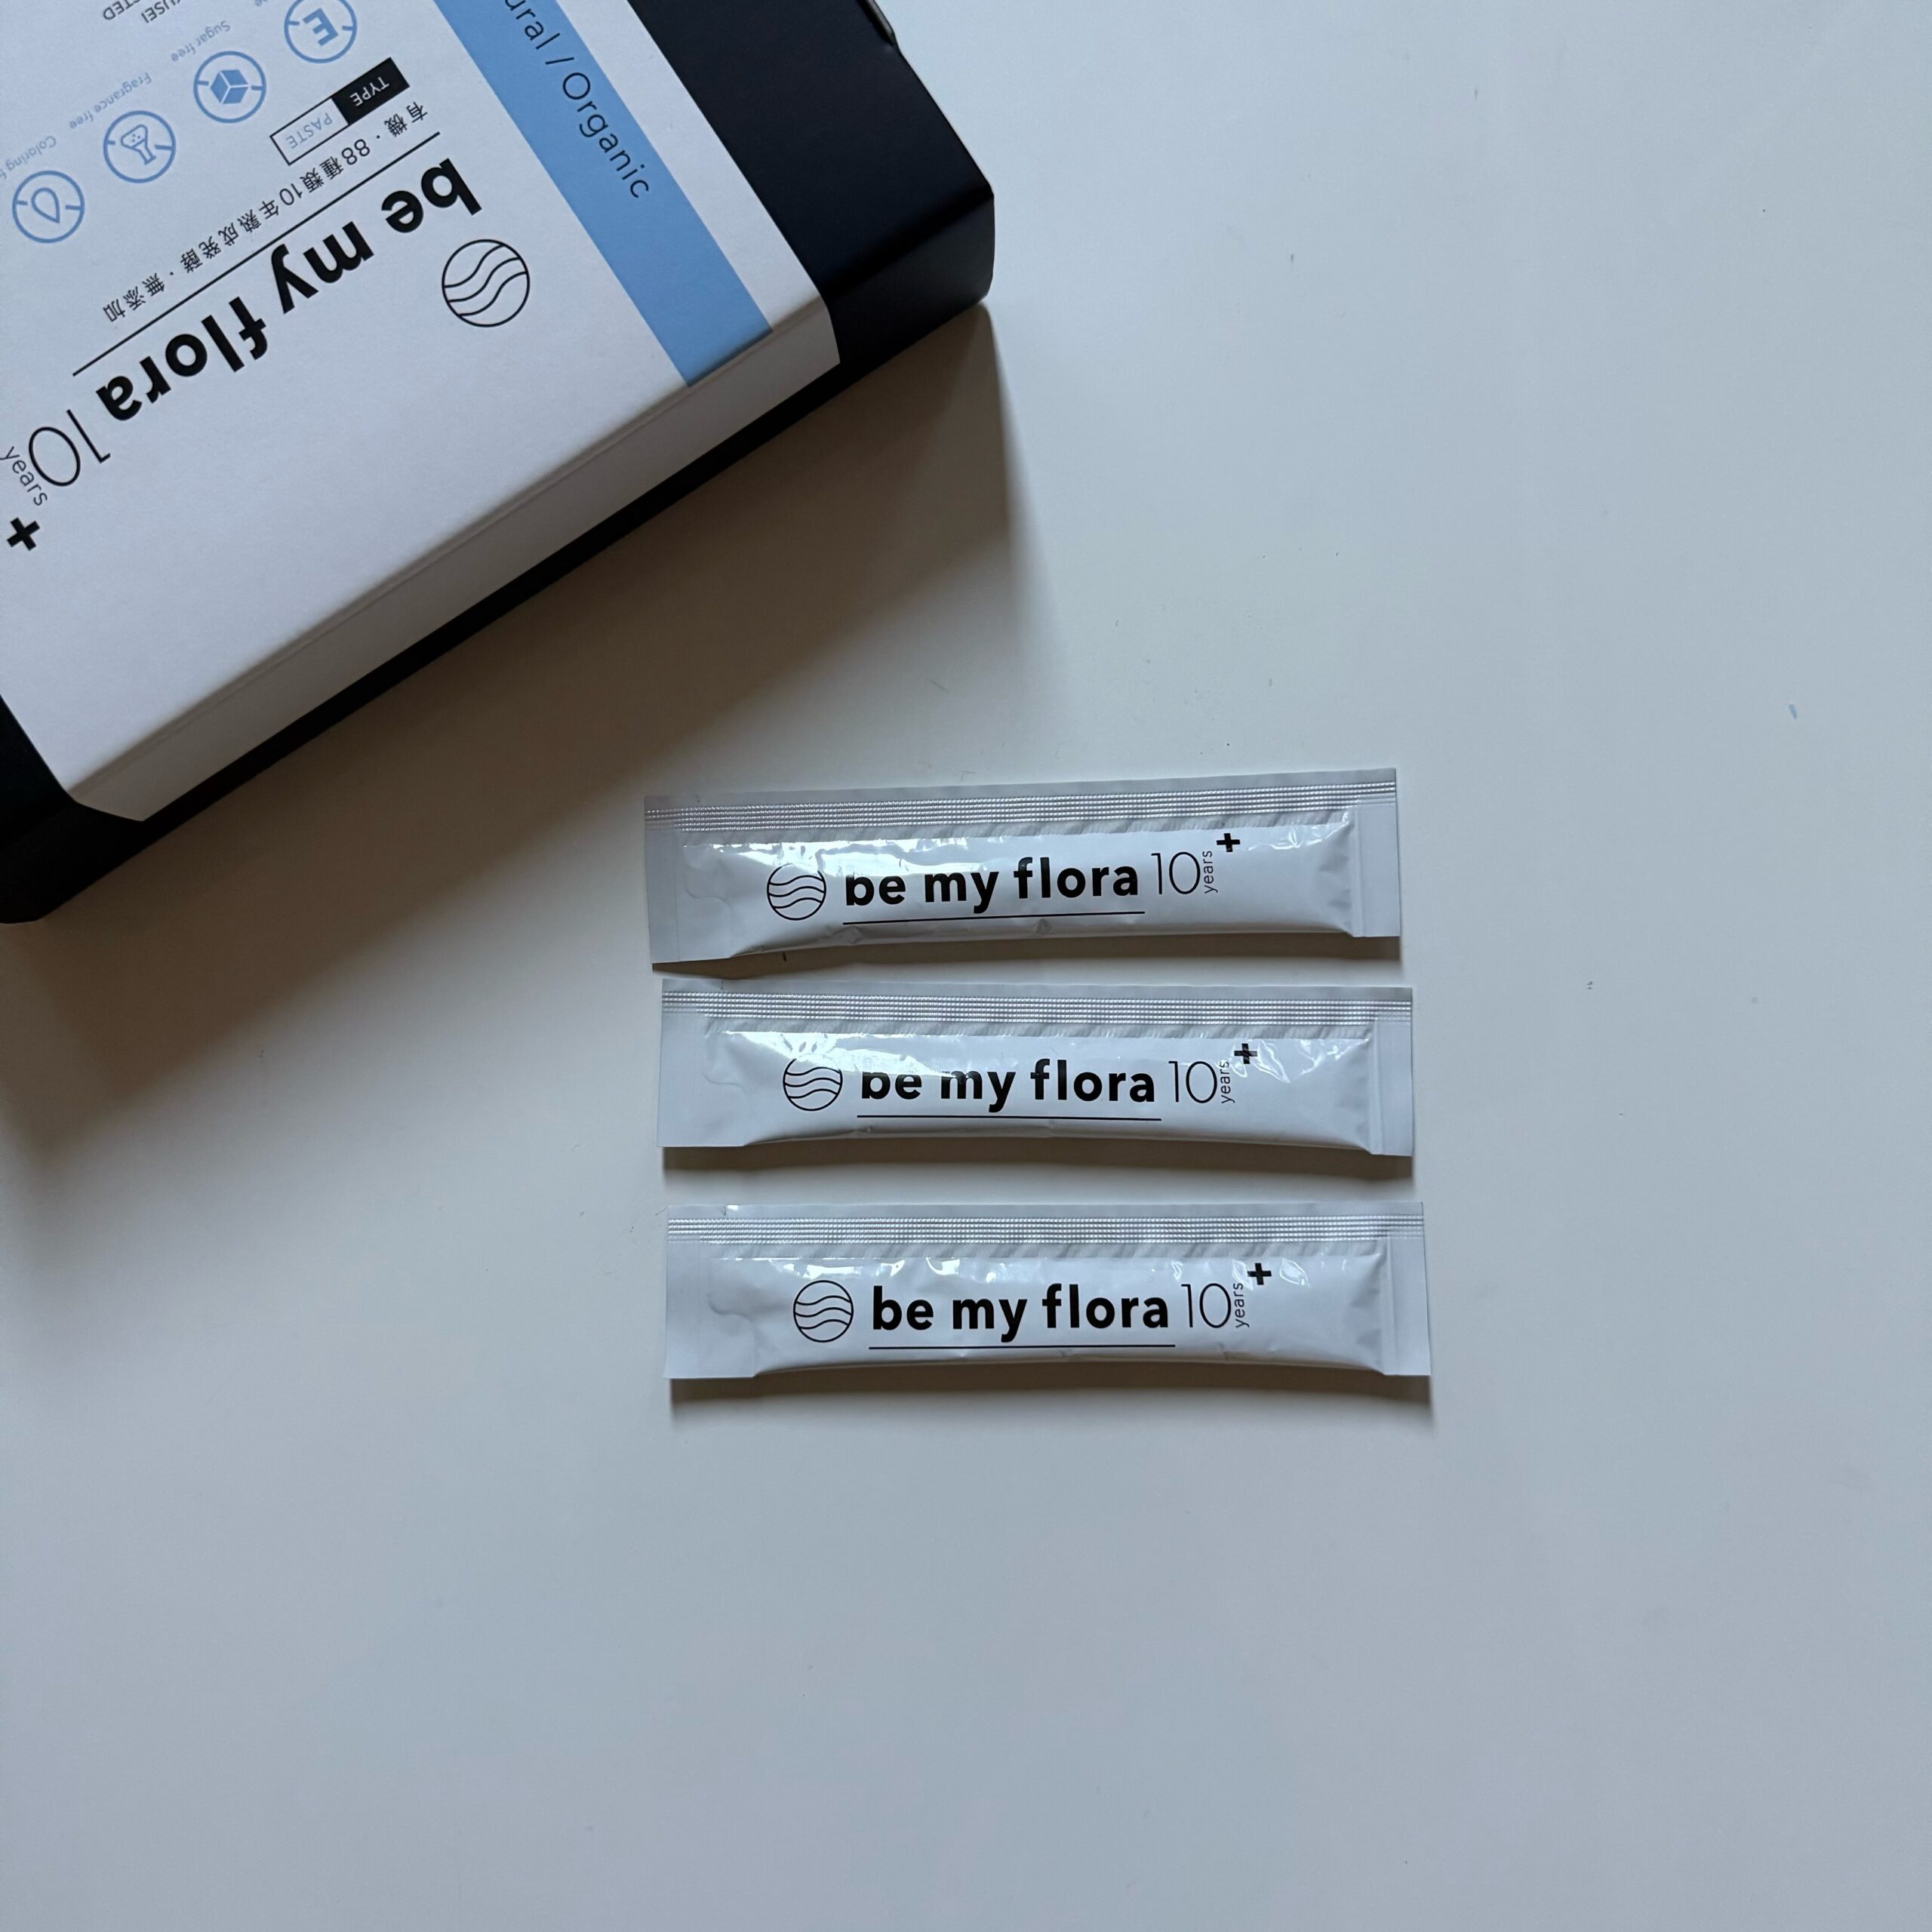 Organic
be my flora 10 years +
有機・88種類10年熟成発酵・無添加
TYPE PASTE
E
Sugar free
Fragrance free
Coloring
be my flora 10 years +
be my flora 10 years +
be my flora 10 years +